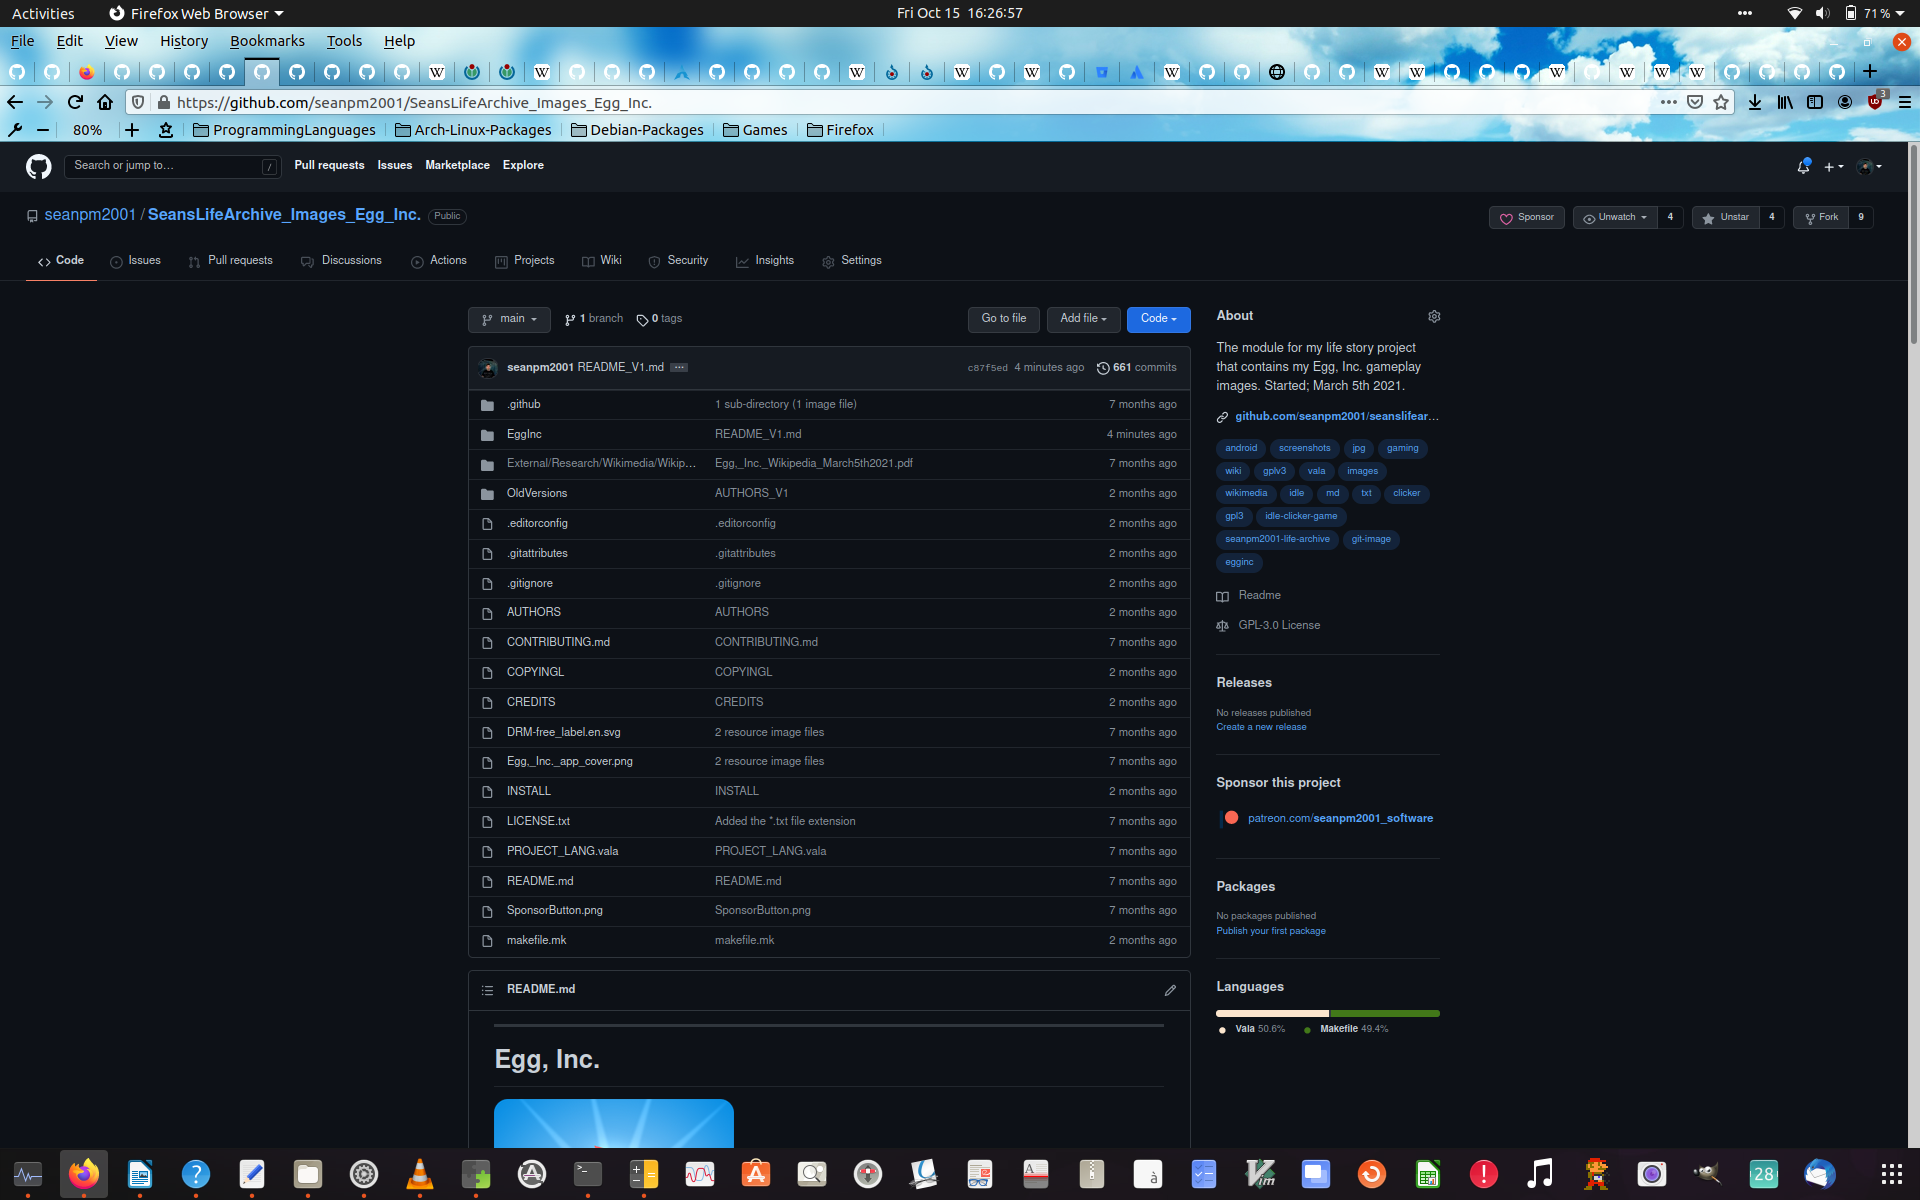 Activities Firefox Web Browser Fri Oct 15 16:26:57 71%
File Edit View History Bookmarks Tools Help
https://github.com/seanpm2001/SeansLifeArchive_Images_Egg_Inc. 3
80% ProgrammingLanguages Arch-Linux-Packages Debian-Packages Games Firefox
Search or jump to... / Pull requests Issues Marketplace Explore
seanpm2001 / SeansLifeArchive_Images_Egg_Inc. Public Sponsor Unwatch 4 Unstar 4 Fork 9
Code Issues Pull requests Discussions Actions Projects Wiki Security Insights Settings
main 1 branch 0 tags Go to file Add file Code
seanpm2001 README_V1.md c87f5ed 4 minutes ago 661 commits
.github 1 sub-directory (1 image file) 7 months ago
EggInc README_V1.md 4 minutes ago
External/Research/Wikimedia/Wikip... Egg,_Inc._Wikipedia_March5th2021.pdf 7 months ago
OldVersions AUTHORS_V1 2 months ago
.editorconfig .editorconfig 2 months ago
.gitattributes .gitattributes 2 months ago
.gitignore .gitignore 2 months ago
AUTHORS AUTHORS 2 months ago
CONTRIBUTING.md CONTRIBUTING.md 7 months ago
COPYINGL COPYINGL 2 months ago
CREDITS CREDITS 2 months ago
DRM-free_label.en.svg 2 resource image files 7 months ago
Egg,_Inc._app_cover.png 2 resource image files 7 months ago
INSTALL INSTALL 2 months ago
LICENSE.txt Added the *.txt file extension 7 months ago
PROJECT_LANG.vala PROJECT_LANG.vala 7 months ago
README.md README.md 7 months ago
SponsorButton.png SponsorButton.png 7 months ago
makefile.mk makefile.mk 2 months ago
README.md
Egg, Inc.
About
The module for my life story project
that contains my Egg, Inc. gameplay
images. Started; March 5th 2021.
github.com/seanpm2001/seanslifear...
android screenshots jpg gaming
wiki gplv3 vala images
wikimedia idle md txt clicker
gpl3 idle-clicker-game
seanpm2001-life-archive git-image
egginc
Readme
GPL-3.0 License
Releases
No releases published
Create a new release
Sponsor this project
patreon.com/seanpm2001_software
Packages
No packages published
Publish your first package
Languages
Vala 50.6% Makefile 49.4%
28